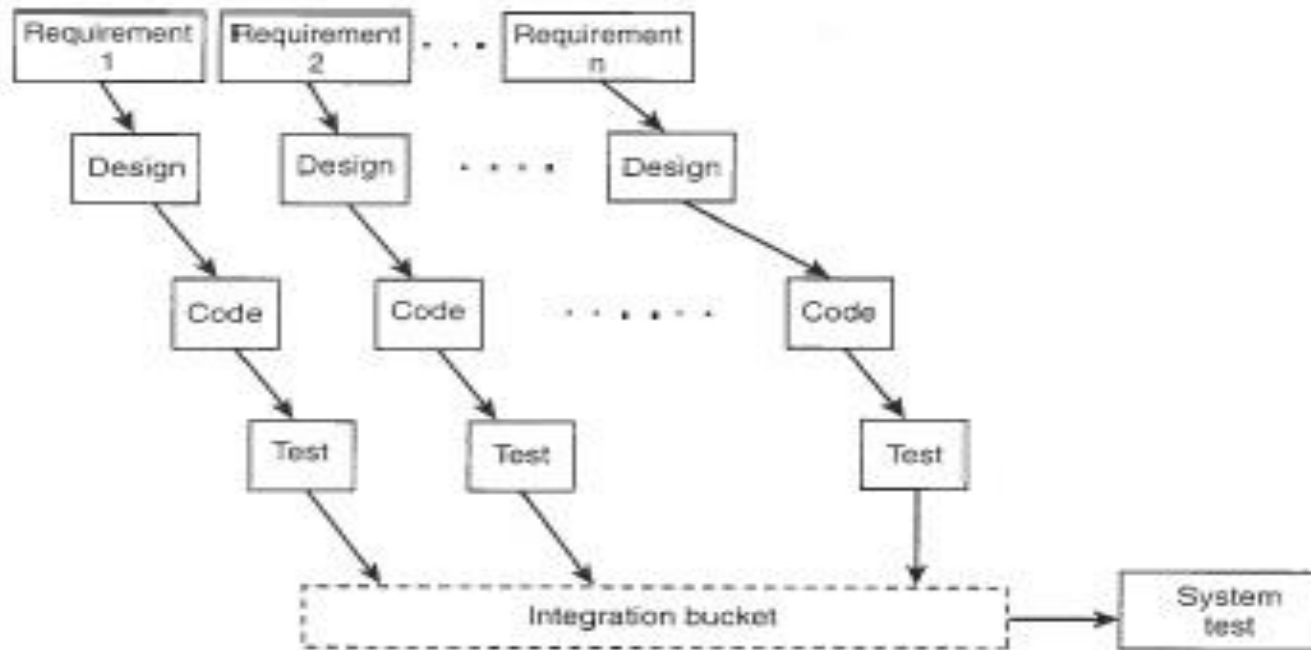 Requirement
1
Requirement
2
Requirement
n
Design
Design
Design
Code
Code
Code
Test
Test
Test
Integration bucket
System
test